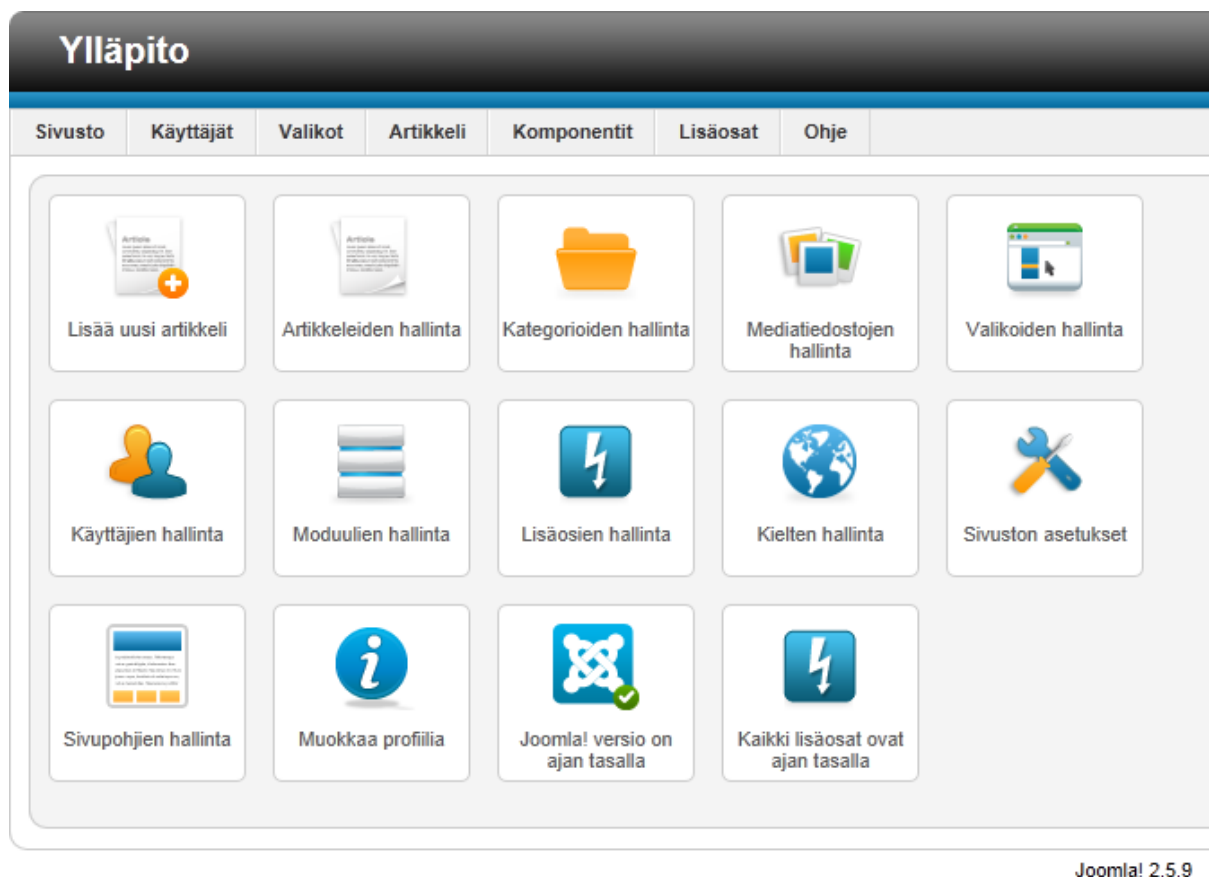 Ylläpito
Sivusto Käyttäjät Valikot Artikkeli Komponentit Lisäosat Ohje
Article
Article
Lisää uusi artikkeli
Artikkeleiden hallinta
Kategorioiden hallinta
Mediatiedostojen
hallinta
Valikoiden hallinta
Käyttäjien hallinta
Moduulien hallinta
Lisäosien hallinta
Kielten hallinta
Sivuston asetukset
Sivupohjien hallinta
Muokkaa profiilia
Joomla! versio on
ajan tasalla
Kaikki lisäosat ovat
ajan tasalla
Joomla! 2.5.9